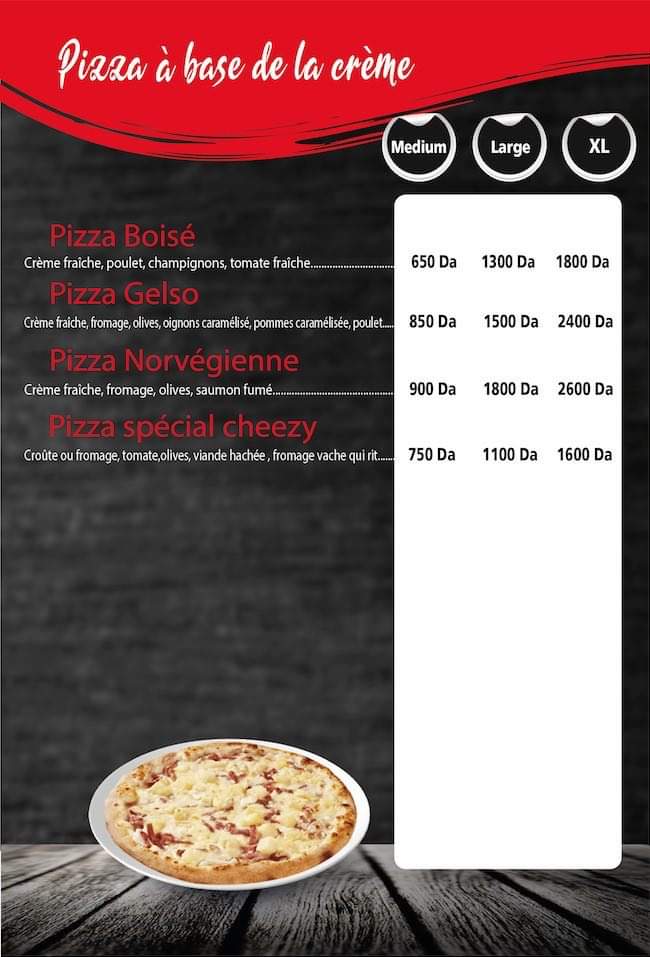 Pizza à base de la crème
Medium Large XL
Pizza Boisé
Crème fraîche, poulet, champignons, tomate fraîche............................... 650 Da 1300 Da 1800 Da
Pizza Gelso
Crème fraîche, fromage, olives, oignons caramélisé, pommes caramélisée, poulet..... 850 Da 1500 Da 2400 Da
Pizza Norvégienne
Crème fraîche, fromage, olives, saumon fumé............................................ 900 Da 1800 Da 2600 Da
Pizza spécial cheezy
Croûte ou fromage, tomate,olives, viande hachée , fromage vache qui rit....... 750 Da 1100 Da 1600 Da